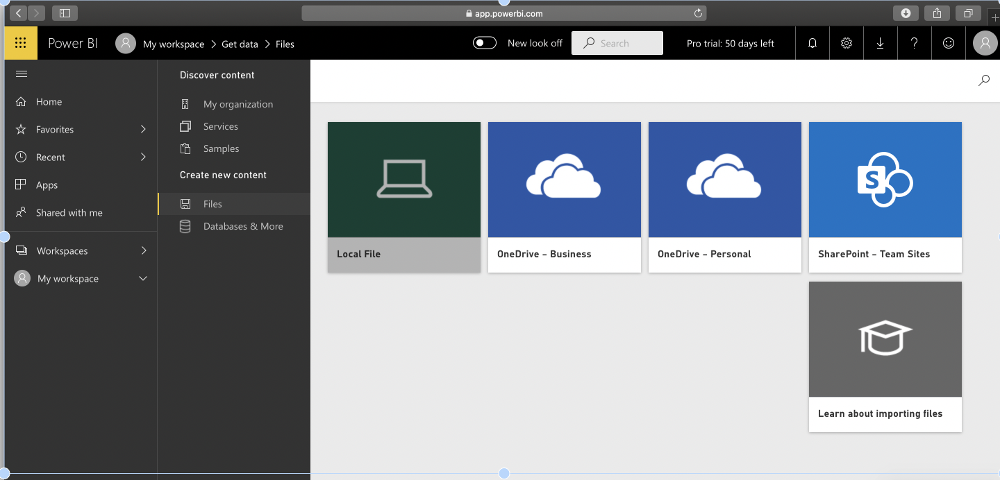 app.powerbi.com
Power BI My workspace Get data Files New look off Search Pro trial: 50 days left
Home
Favorites
Recent
Apps
Shared with me
Workspaces
My workspace
Discover content
My organization
Services
Samples
Create new content
Files
Databases & More
Local File
OneDrive – Business
OneDrive – Personal
SharePoint – Team Sites
Learn about importing files